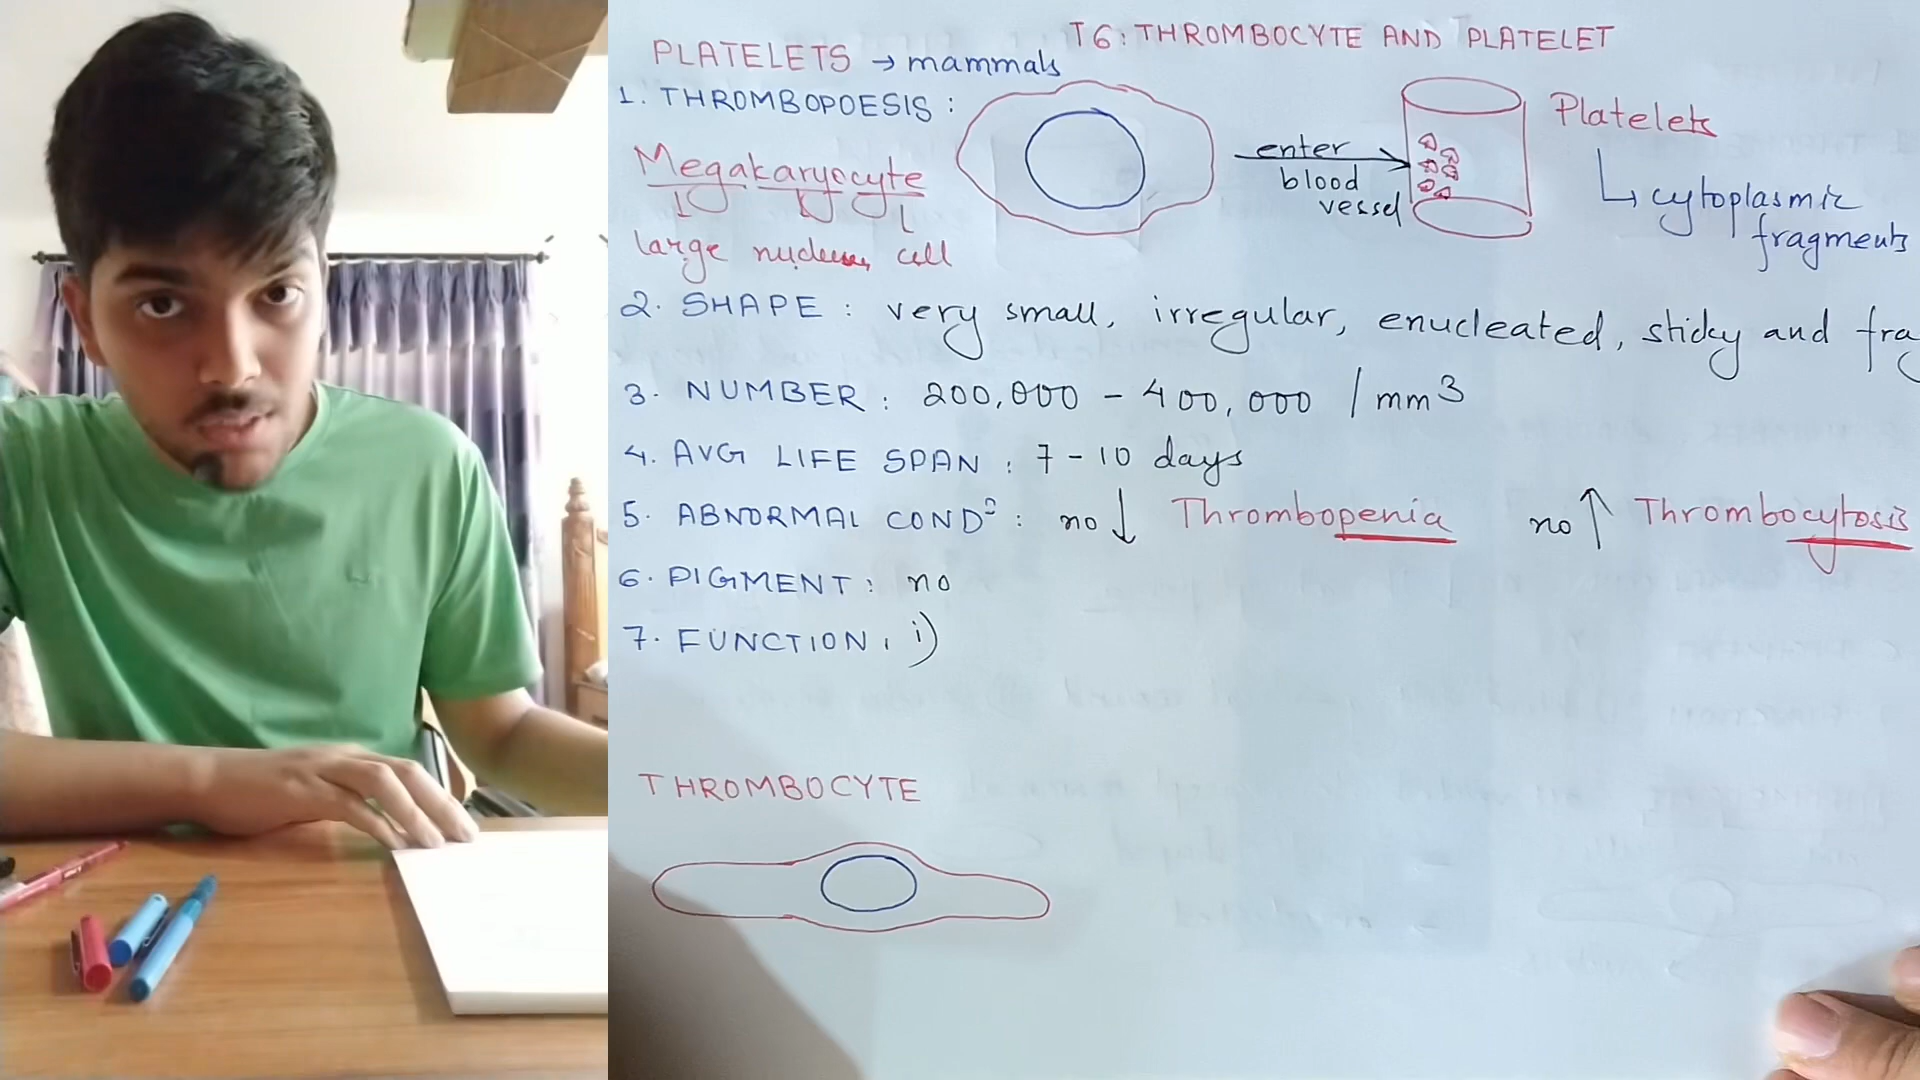 T6: THROMBOCYTE AND PLATELET
PLATELETS → mammals
1. THROMBOPOESIS:
Megakaryocyte
large nucleus cell
enter
blood
vessel
Platelets
↳ cytoplasmic
fragments
2. SHAPE: very small, irregular, enucleated, sticky and frag
3. NUMBER: 200,000 - 400,000 / mm³
4. AVG LIFE SPAN: 7-10 days
5. ABNORMAL CONDⁿ: no ↓ Thrombopenia no ↑ Thrombocytosis
6. PIGMENT: no
7. FUNCTION: i)
THROMBOCYTE